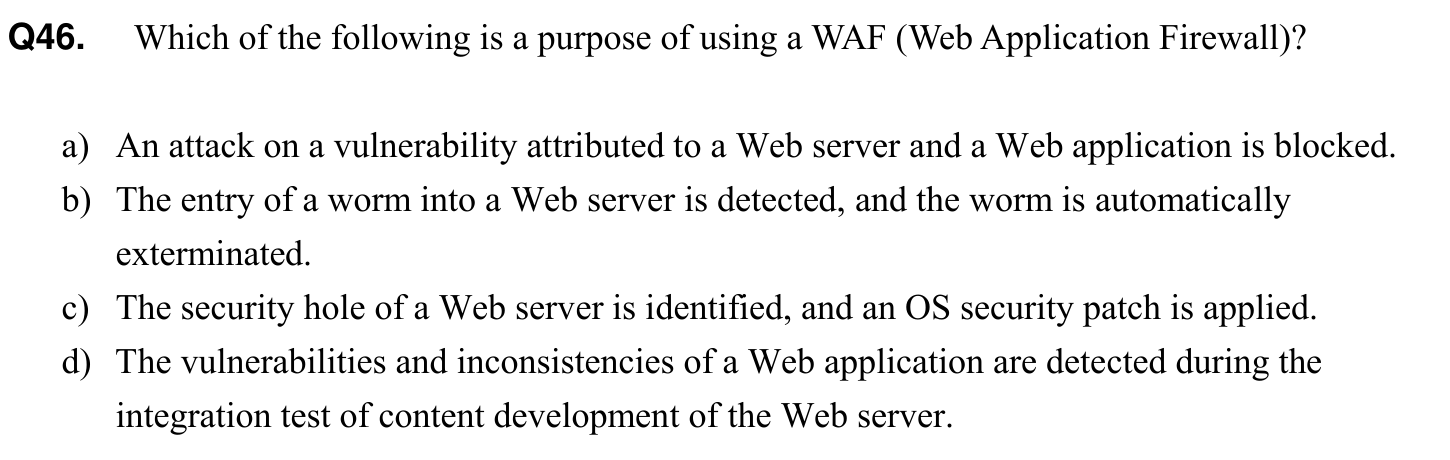 Q46. Which of the following is a purpose of using a WAF (Web Application Firewall)?
a) An attack on a vulnerability attributed to a Web server and a Web application is blocked.
b) The entry of a worm into a Web server is detected, and the worm is automatically
exterminated.
c) The security hole of a Web server is identified, and an OS security patch is applied.
d) The vulnerabilities and inconsistencies of a Web application are detected during the
integration test of content development of the Web server.